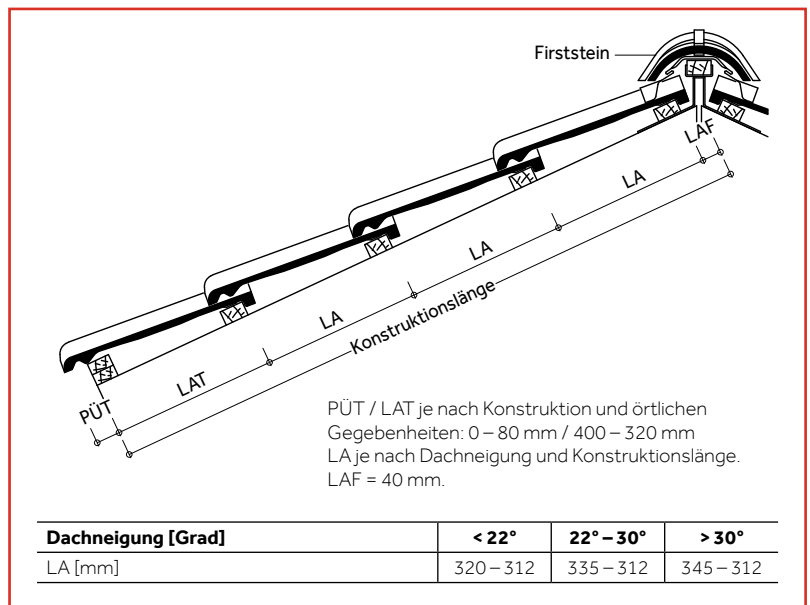 Firststein
LAF
LA
LA
LA
LAT
PÜT
Konstruktionslänge
PÜT / LAT je nach Konstruktion und örtlichen
Gegebenheiten: 0 – 80 mm / 400 – 320 mm
LA je nach Dachneigung und Konstruktionslänge.
LAF = 40 mm.
Dachneigung [Grad] < 22° 22° – 30° > 30°
LA [mm] 320 – 312 335 – 312 345 – 312